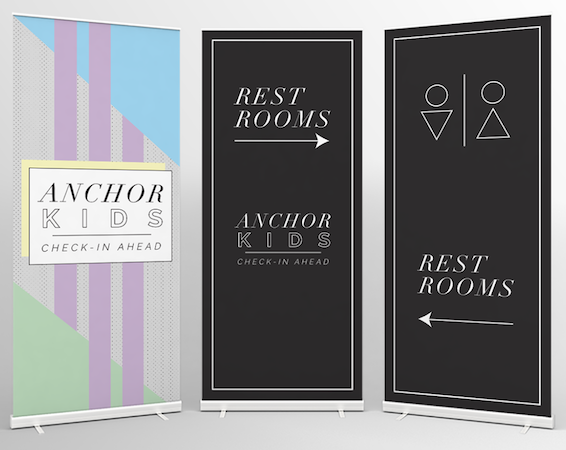 ANCHOR
KIDS
CHECK-IN AHEAD
REST
ROOMS
ANCHOR
KIDS
CHECK-IN AHEAD
REST
ROOMS